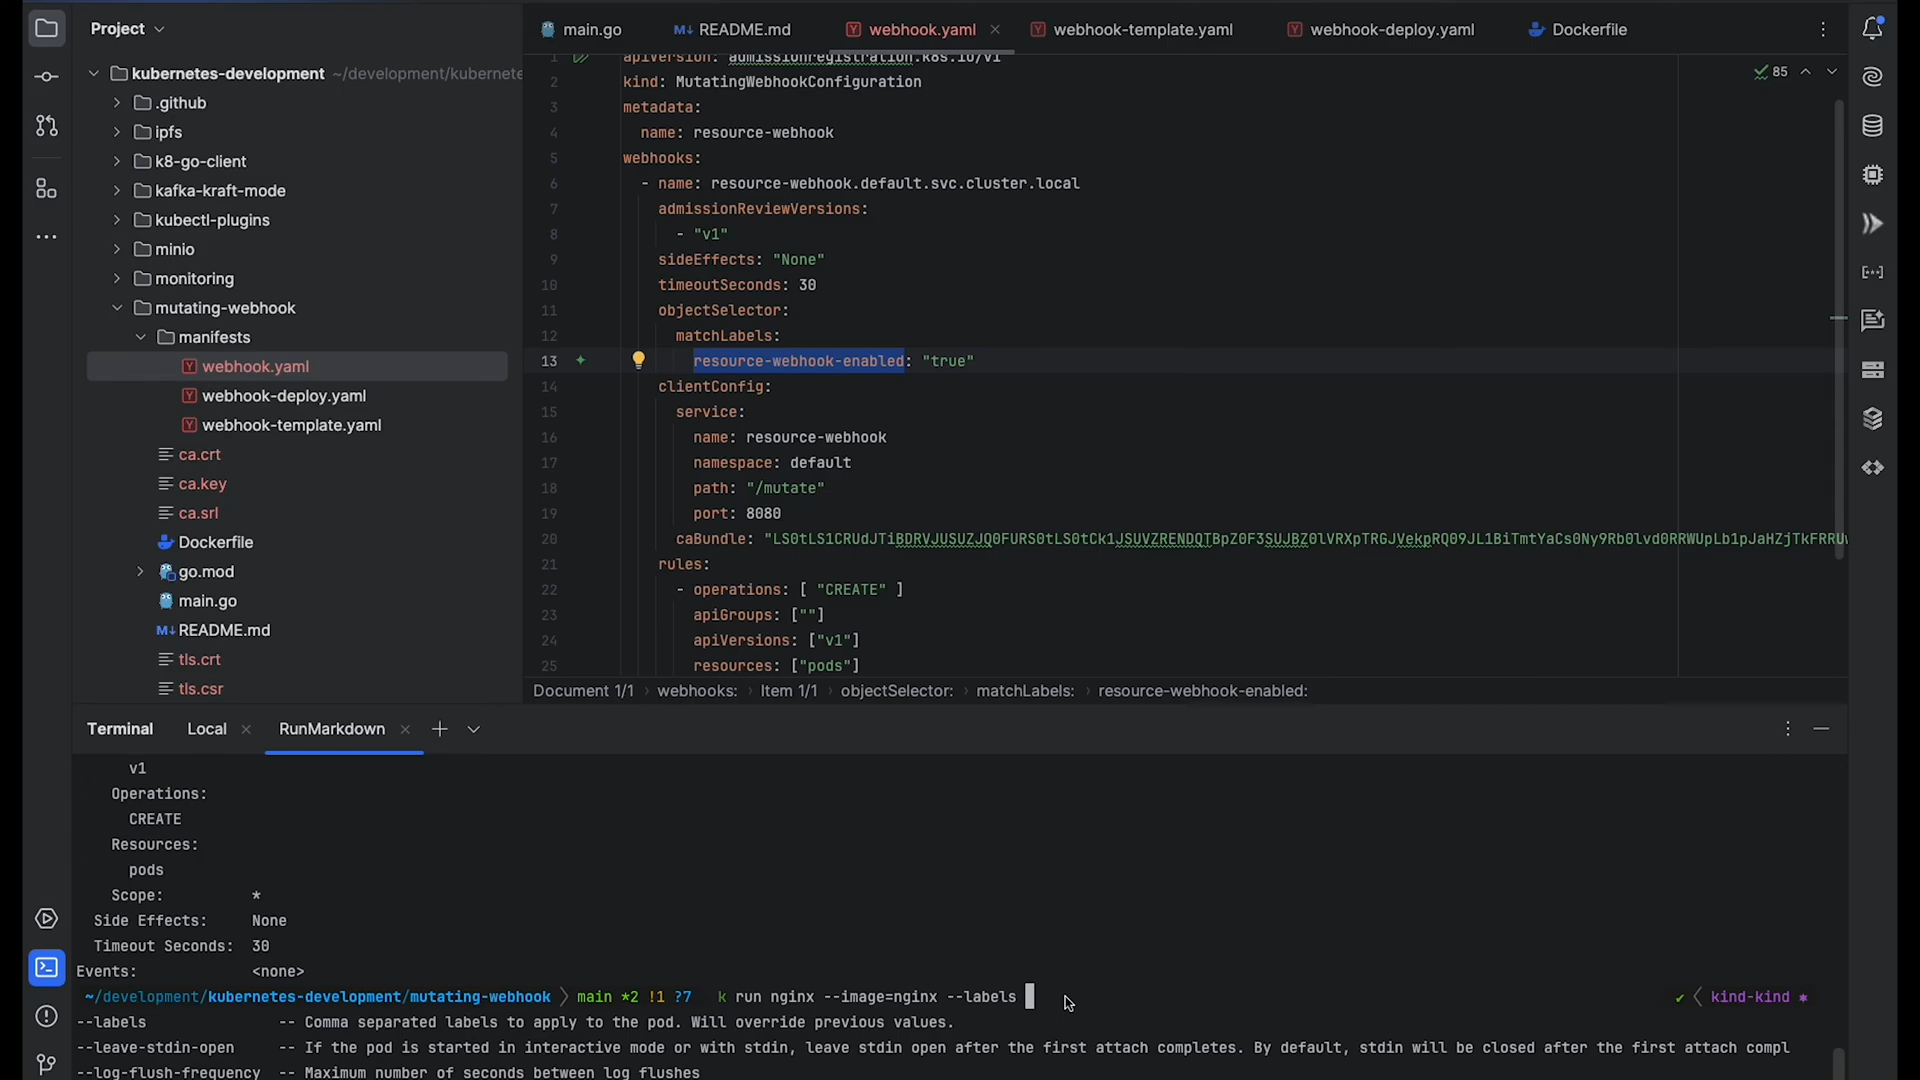 Project
main.go
README.md
webhook.yaml
webhook-template.yaml
webhook-deploy.yaml
Dockerfile
kubernetes-development ~/development/kubernete
.github
ipfs
k8-go-client
kafka-kraft-mode
kubectl-plugins
minio
monitoring
mutating-webhook
manifests
webhook.yaml
webhook-deploy.yaml
webhook-template.yaml
ca.crt
ca.key
ca.srl
Dockerfile
go.mod
main.go
README.md
tls.crt
tls.csr
85
1 apiVersion: admissionregistration.k8s.io/v1
2 kind: MutatingWebhookConfiguration
3 metadata:
4 name: resource-webhook
5 webhooks:
6 - name: resource-webhook.default.svc.cluster.local
7 admissionReviewVersions:
8 - "v1"
9 sideEffects: "None"
10 timeoutSeconds: 30
11 objectSelector:
12 matchLabels:
13 resource-webhook-enabled: "true"
14 clientConfig:
15 service:
16 name: resource-webhook
17 namespace: default
18 path: "/mutate"
19 port: 8080
20 caBundle:
21 rules:
22 - operations: [ "CREATE" ]
23 apiGroups: [""]
24 apiVersions: ["v1"]
25 resources: ["pods"]
Document 1/1 › webhooks: › Item 1/1 › objectSelector: › matchLabels: › resource-webhook-enabled:
Terminal Local RunMarkdown
v1
Operations:
CREATE
Resources:
pods
Scope: *
Side Effects: None
Timeout Seconds: 30
Events: <none>
~/development/kubernetes-development/mutating-webhook main *2 !1 ?7 k run nginx --image=nginx --labels ✔ kind-kind
--labels -- Comma separated labels to apply to the pod. Will override previous values.
--leave-stdin-open -- If the pod is started in interactive mode or with stdin, leave stdin open after the first attach completes. By default, stdin will be closed after the first attach compl
--log-flush-frequency -- Maximum number of seconds between log flushes